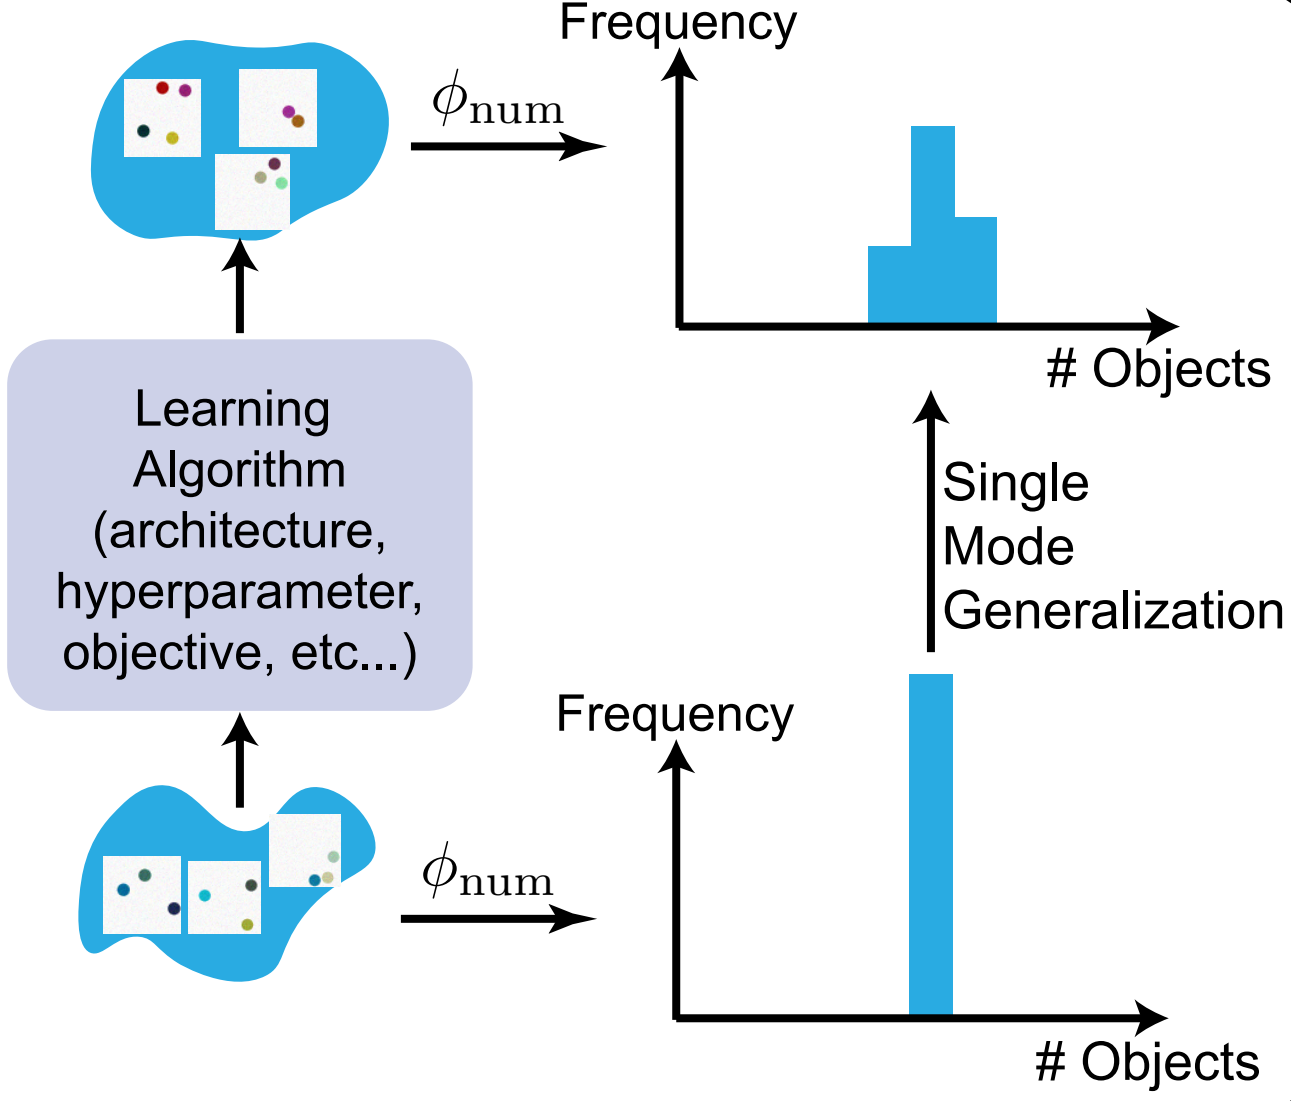 Frequency
ϕnum
# Objects
Learning
Algorithm
(architecture,
hyperparameter,
objective, etc...)
Single
Mode
Generalization
Frequency
ϕnum
# Objects